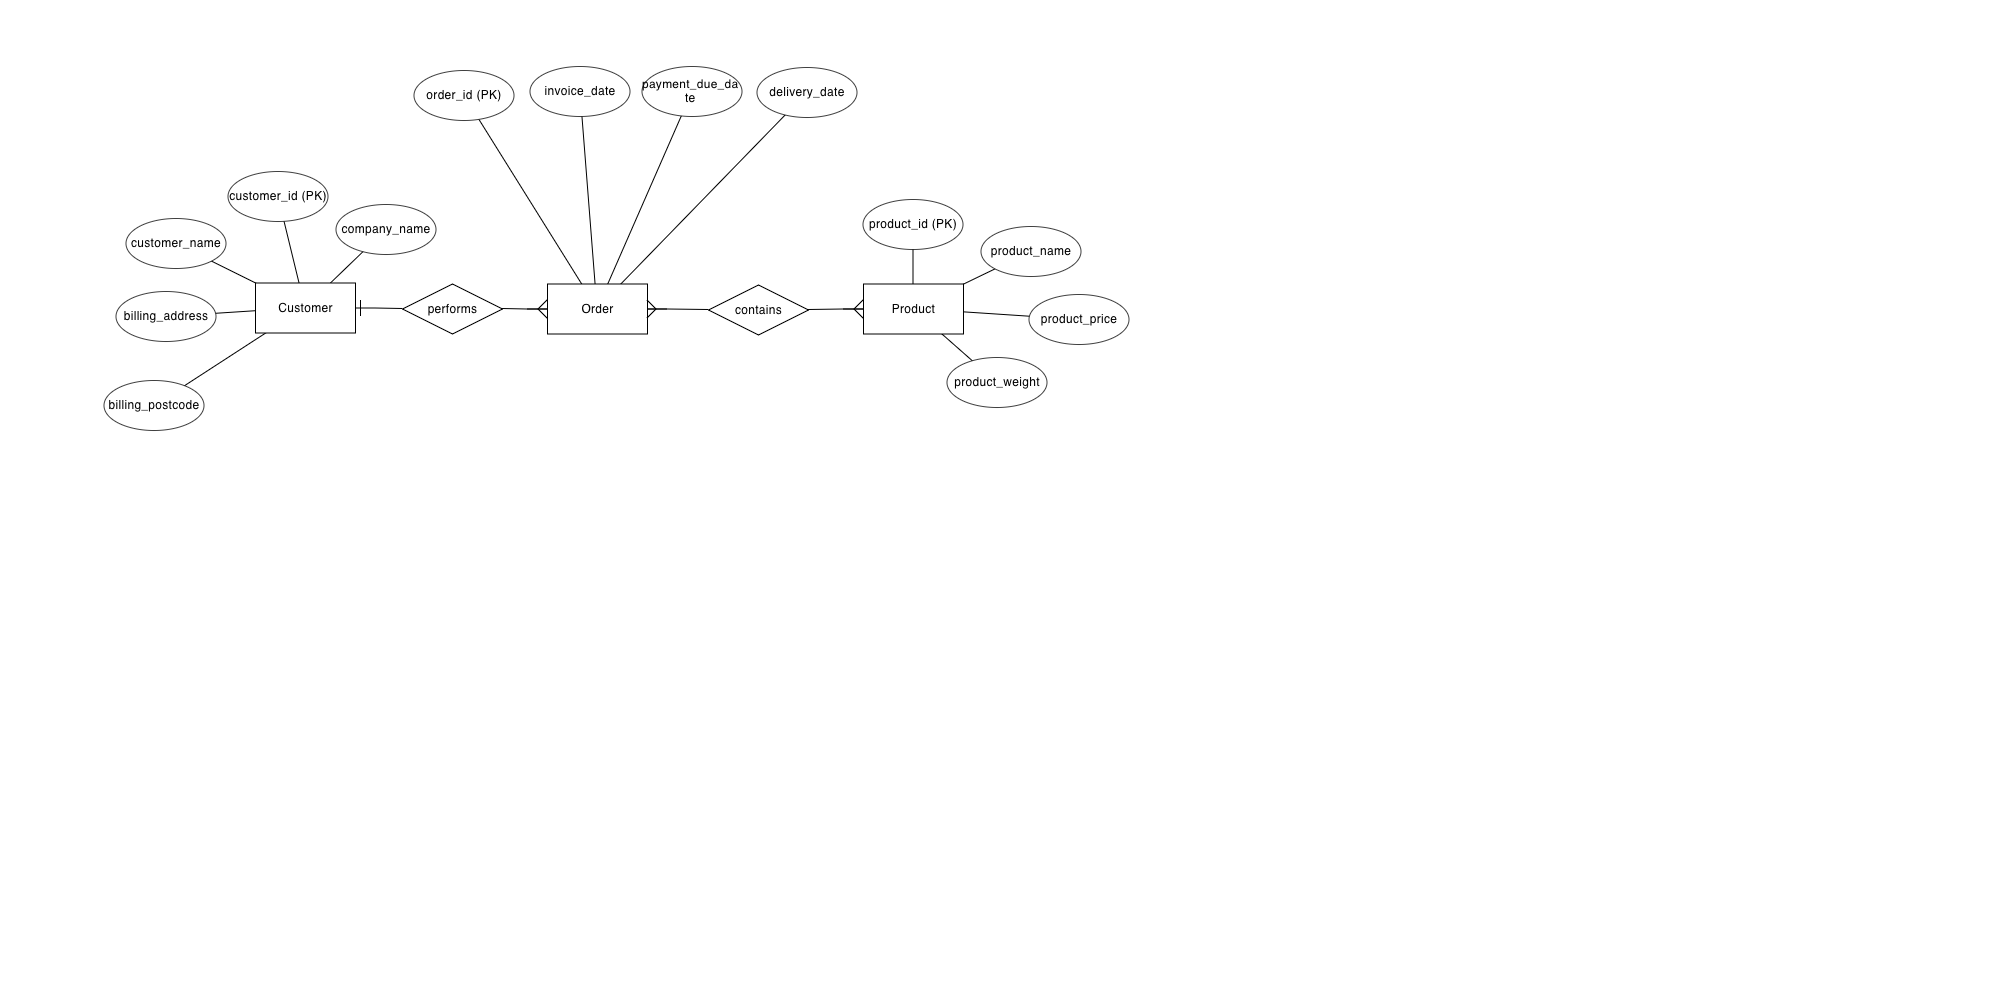 order_id (PK)
invoice_date
payment_due_da
te
delivery_date
customer_id (PK)
customer_name
company_name
billing_address
billing_postcode
Customer
performs
Order
contains
Product
product_id (PK)
product_name
product_price
product_weight